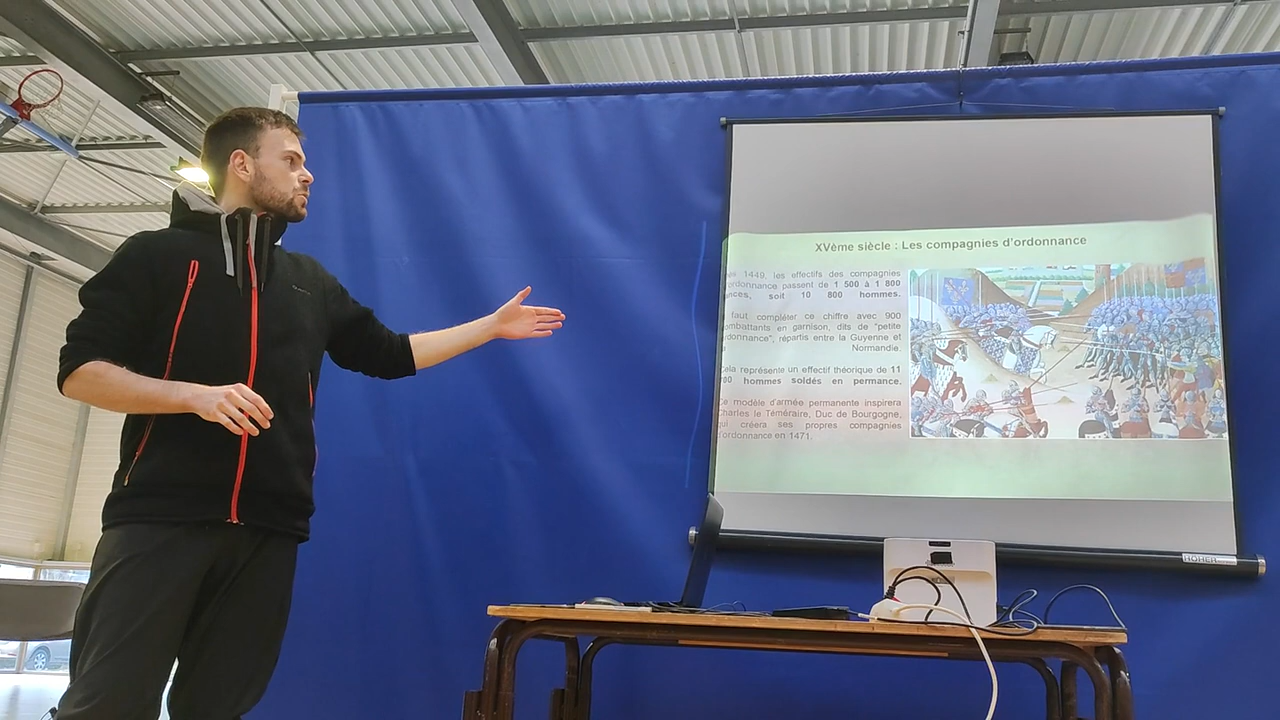 XVème siècle : Les compagnies d'ordonnance
1449, les effectifs des compagnies
ordonnance passent de 1 500 à 1 800
soit 10 800 hommes.
faut compléter ce chiffre avec 900
combattants en garnison, dits de "petite
ordonnance", répartis entre la Guyenne et
Normandie.
Cela représente un effectif théorique de 11
hommes soldés en permance.
Ce modèle d'armée permanente inspirera
Charles le Téméraire, Duc de Bourgogne,
qui créera ses propres compagnies
d'ordonnance en 1471.
HOHER